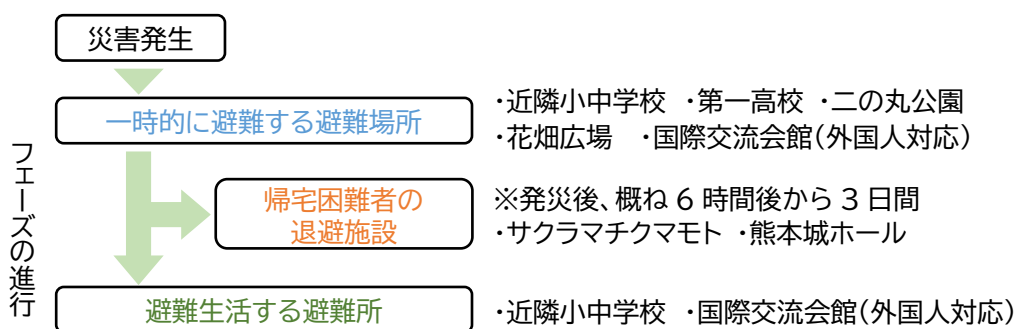 災害発生
一時的に避難する避難場所
・近隣小中学校 ・第一高校 ・二の丸公園
・花畑広場 ・国際交流会館(外国人対応)
フェーズの進行
帰宅困難者の
退避施設
※発災後、概ね6時間後から3日間
・サクラマチクマモト ・熊本城ホール
避難生活する避難所
・近隣小中学校 ・国際交流会館(外国人対応)